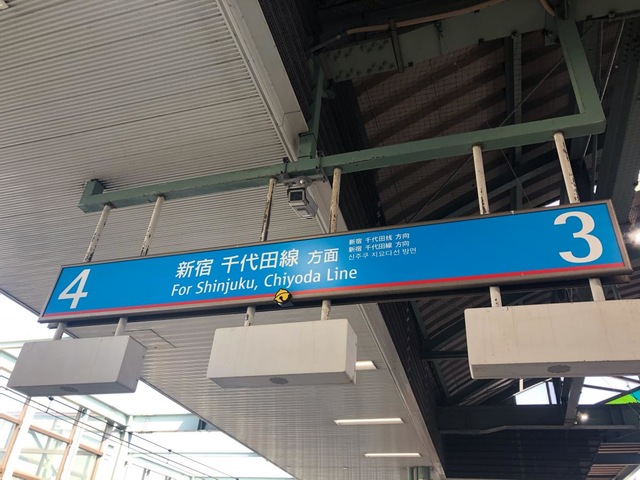 4
新宿 千代田線 方面
For Shinjuku, Chiyoda Line
新宿 千代田线 方向
新宿 千代田線 方向
신주쿠 지요다선 방면
3